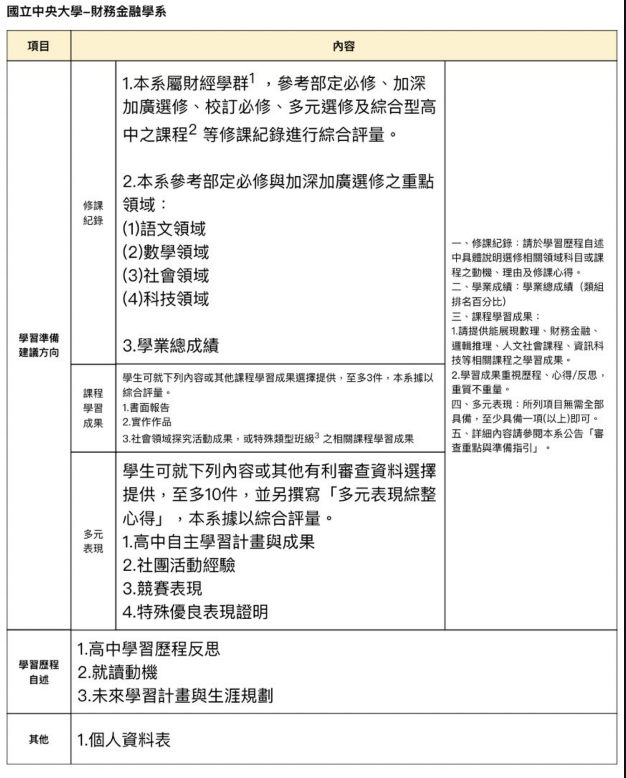 國立中央大學–財務金融學系
項目
內容
學習準備
建議方向
修課
紀錄
1.本系屬財經學群1 ，參考部定必修、加深
加廣選修、校訂必修、多元選修及綜合型高
中之課程2 等修課紀錄進行綜合評量。
2.本系參考部定必修與加深加廣選修之重點
領域：
(1)語文領域
(2)數學領域
(3)社會領域
(4)科技領域
3.學業總成績
課程
學習
成果
學生可就下列內容或其他課程學習成果選擇提供，至多3件，本系據以
綜合評量。
1.書面報告
2.實作作品
3.社會領域探究活動成果，或特殊類型班級3 之相關課程學習成果
多元
表現
學生可就下列內容或其他有利審查資料選擇
提供，至多10件，並另撰寫「多元表現綜整
心得」，本系據以綜合評量。
1.高中自主學習計畫與成果
2.社團活動經驗
3.競賽表現
4.特殊優良表現證明
一、修課紀錄：請於學習歷程自述
中具體說明選修相關領域科目或課
程之動機、理由及修課心得。
二、學業成績：學業總成績（類組
排名百分比）
三、課程學習成果：
1.請提供能展現數理、財務金融、
邏輯推理、人文社會課程、資訊科
技等相關課程之學習成果。
2.學習成果重視歷程、心得/反思，
重質不重量。
四、多元表現：所列項目無需全部
具備，至少具備一項(以上)即可。
五、詳細內容請參閱本系公告「審
查重點與準備指引」。
學習歷程
自述
1.高中學習歷程反思
2.就讀動機
3.未來學習計畫與生涯規劃
其他
1.個人資料表